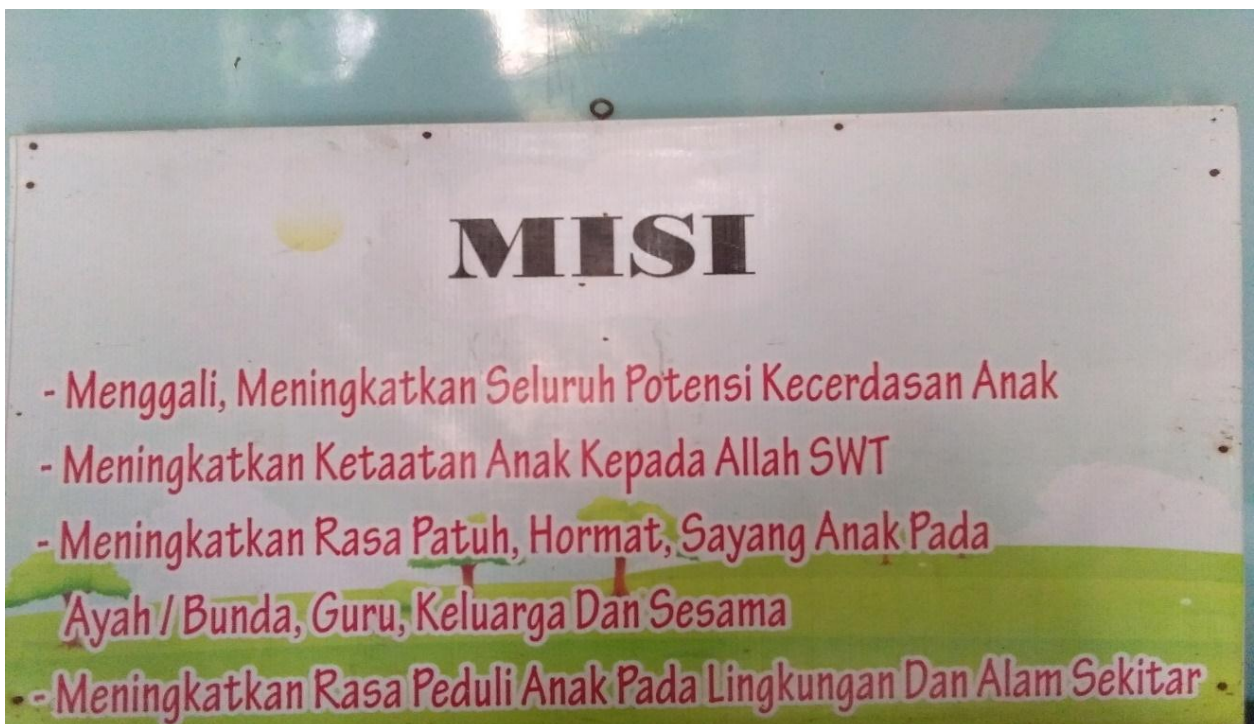 MISI
- Menggali, Meningkatkan Seluruh Potensi Kecerdasan Anak
- Meningkatkan Ketaatan Anak Kepada Allah SWT
- Meningkatkan Rasa Patuh, Hormat, Sayang Anak Pada
Ayah / Bunda, Guru, Keluarga Dan Sesama
- Meningkatkan Rasa Peduli Anak Pada Lingkungan Dan Alam Sekitar